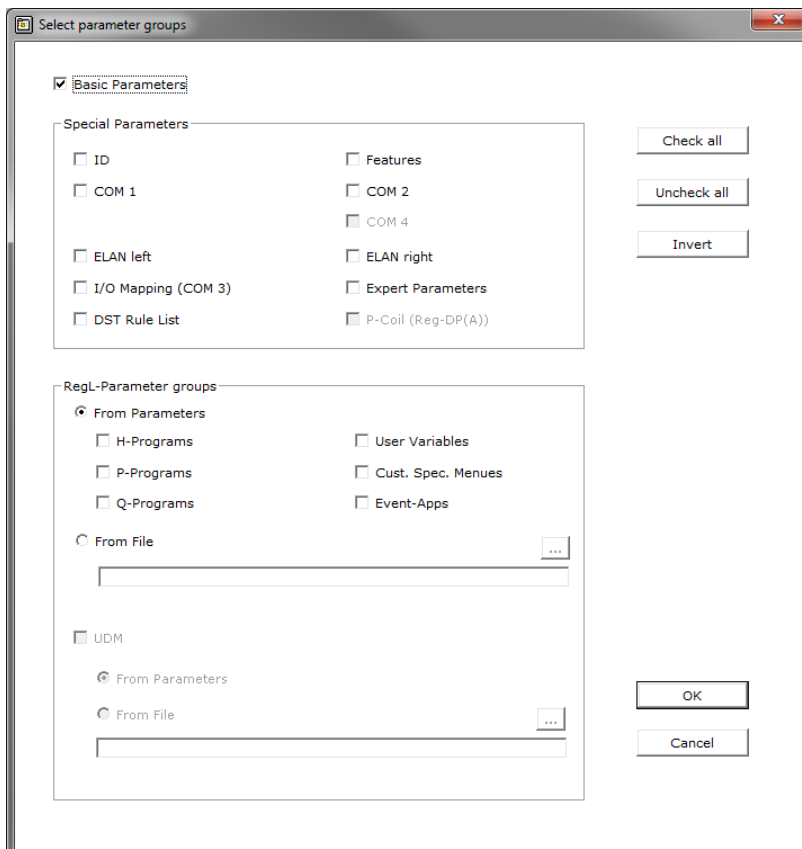 Select parameter groups
Basic Parameters
Special Parameters
ID Features
COM 1 COM 2
COM 4
ELAN left ELAN right
I/O Mapping (COM 3) Expert Parameters
DST Rule List P-Coil (Reg-DP(A))
Check all
Uncheck all
Invert
RegL-Parameter groups
From Parameters
H-Programs User Variables
P-Programs Cust. Spec. Menues
Q-Programs Event-Apps
From File
...
UDM
From Parameters
From File
...
OK
Cancel